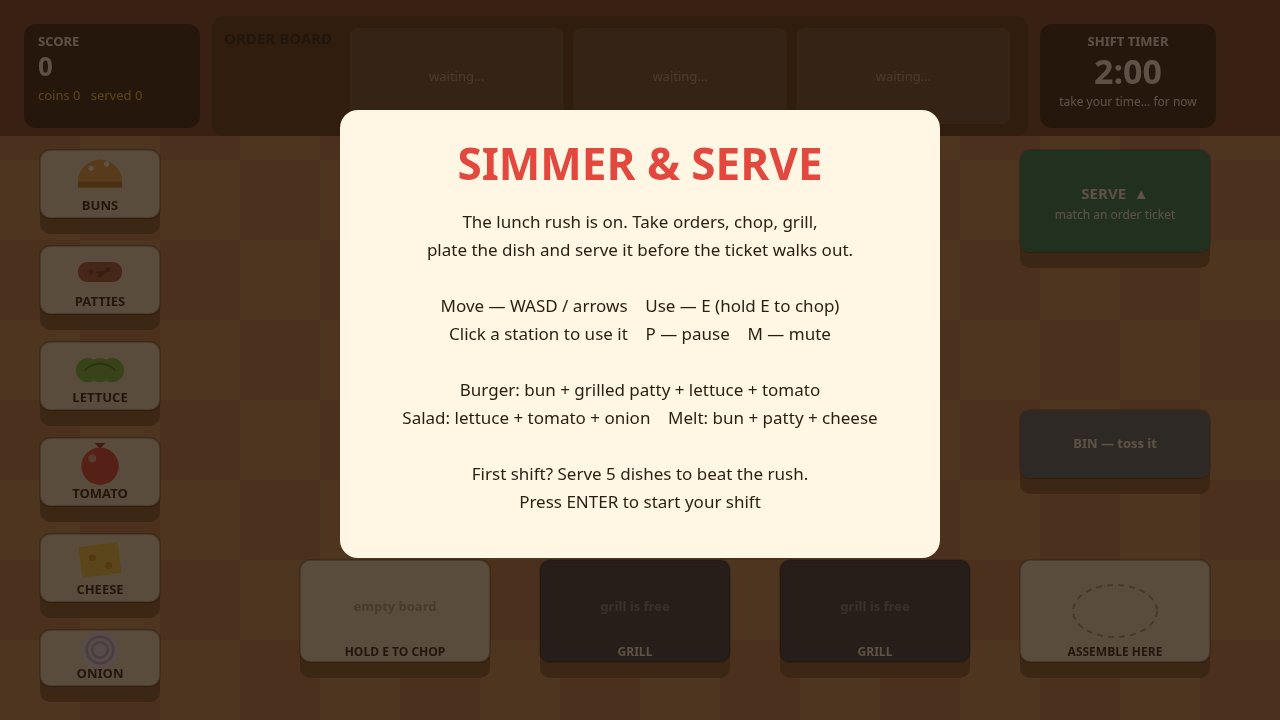 SCORE
0
coins 0 served 0
ORDER BOARD
waiting...
waiting...
waiting...
SHIFT TIMER
2:00
take your time... for now
SIMMER & SERVE
The lunch rush is on. Take orders, chop, grill,
plate the dish and serve it before the ticket walks out.
Move — WASD / arrows Use — E (hold E to chop)
Click a station to use it P — pause M — mute
Burger: bun + grilled patty + lettuce + tomato
Salad: lettuce + tomato + onion Melt: bun + patty + cheese
First shift? Serve 5 dishes to beat the rush.
Press ENTER to start your shift
BUNS
PATTIES
LETTUCE
TOMATO
CHEESE
ONION
SERVE ▲
match an order ticket
BIN — toss it
empty board
HOLD E TO CHOP
grill is free
GRILL
grill is free
GRILL
ASSEMBLE HERE